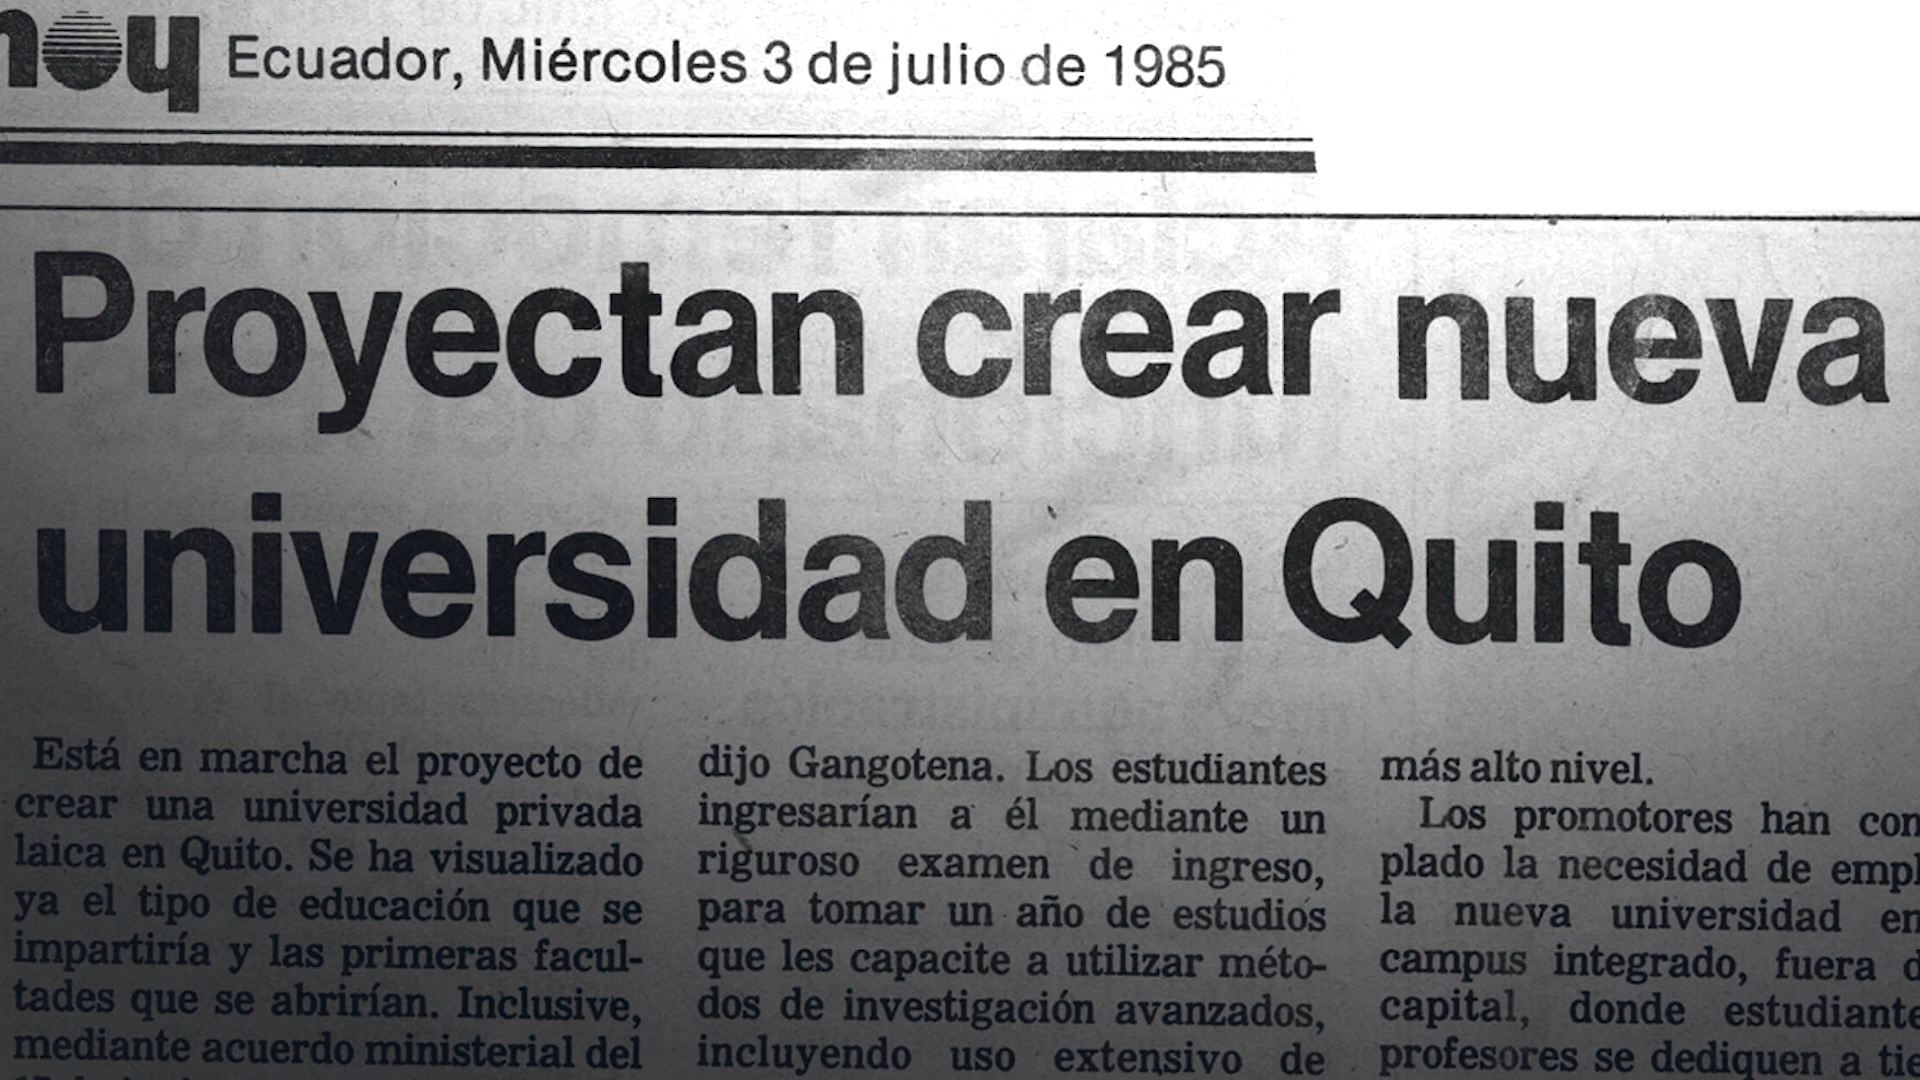 hoy Ecuador, Miércoles 3 de julio de 1985
Proyectan crear nueva
universidad en Quito
Está en marcha el proyecto de
crear una universidad privada
laica en Quito. Se ha visualizado
ya el tipo de educación que se
impartiría y las primeras facul-
tades que se abrirían. Inclusive,
mediante acuerdo ministerial del
dijo Gangotena. Los estudiantes
ingresarían a él mediante un
riguroso examen de ingreso,
para tomar un año de estudios
que les capacite a utilizar méto-
dos de investigación avanzados,
incluyendo uso extensivo de
más alto nivel.
Los promotores han con
plado la necesidad de empl
la nueva universidad en
campus integrado, fuera d
capital, donde estudiante
profesores se dediquen a tie